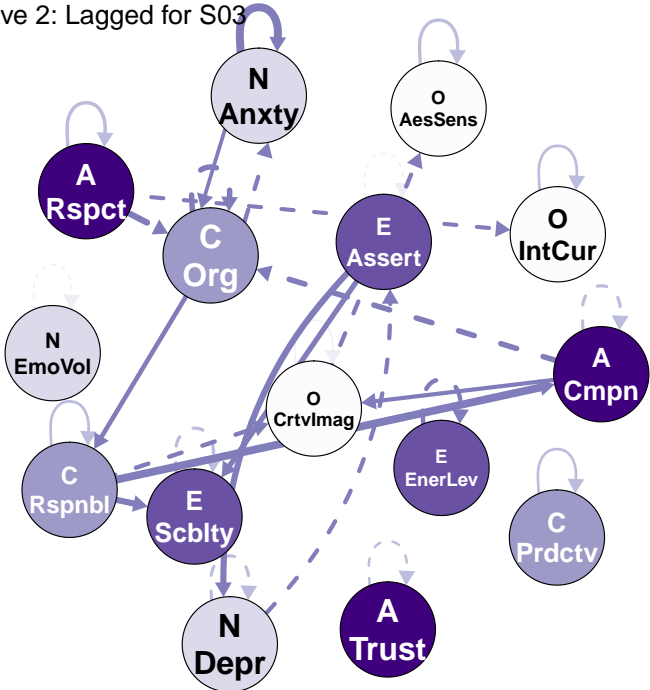 ve 2: Lagged for S03
N
Anxty
O
AesSens
A
Rspct
O
IntCur
E
Assert
C
Org
N
EmoVol
A
Cmpn
O
CrtvImag
E
EnerLev
C
Rspnbl
E
Scblty
C
Prdctv
A
Trust
N
Depr